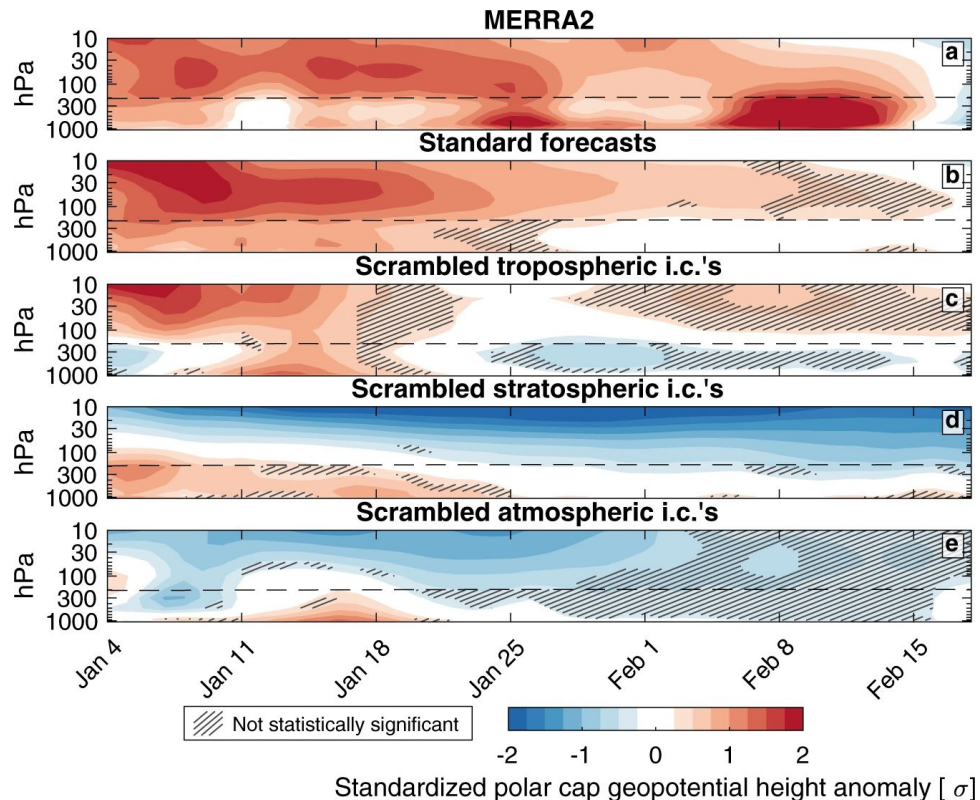 MERRA2
10
30
100
300
1000
hPa
a
Standard forecasts
10
30
100
300
1000
hPa
b
Scrambled tropospheric i.c.'s
10
30
100
300
1000
hPa
c
Scrambled stratospheric i.c.'s
10
30
100
300
1000
hPa
d
Scrambled atmospheric i.c.'s
10
30
100
300
1000
hPa
e
Jan 4
Jan 11
Jan 18
Jan 25
Feb 1
Feb 8
Feb 15
Not statistically significant
-2 -1 0 1 2
Standardized polar cap geopotential height anomaly [ σ]